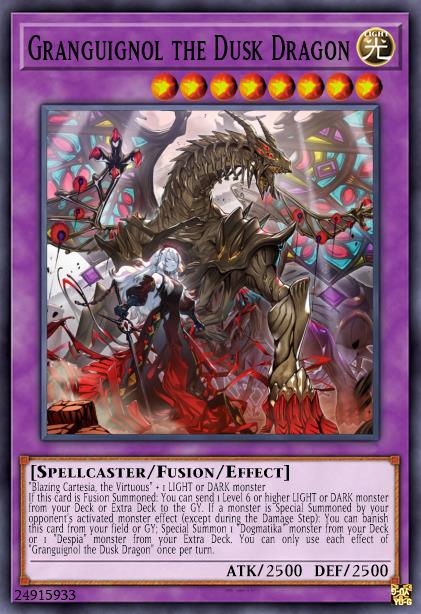 GRANGUIGNOL THE DUSK DRAGON
LIGHT
光
[SPELLCASTER/FUSION/EFFECT]
"Blazing Cartesia, the Virtuous" + 1 LIGHT or DARK monster
If this card is Fusion Summoned: You can send 1 Level 6 or higher LIGHT or DARK monster
from your Deck or Extra Deck to the GY. If a monster is Special Summoned by your
opponent's activated monster effect (except during the Damage Step): You can banish
this card from your field or GY; Special Summon 1 "Dogmatika" monster from your Deck
or 1 "Despia" monster from your Extra Deck. You can only use each effect of
"Granguignol the Dusk Dragon" once per turn.
ATK/2500 DEF/2500
24915933